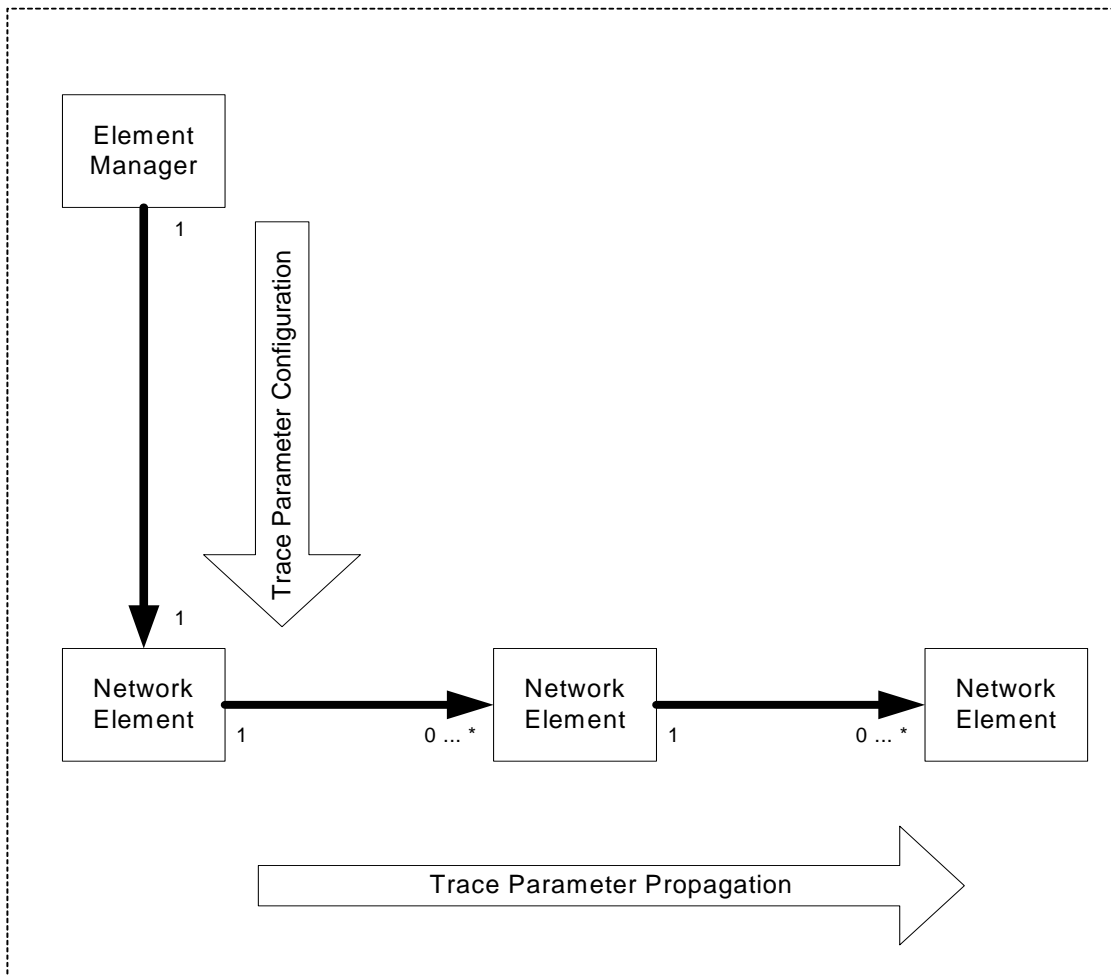 Element
Manager
1
Trace Parameter Configuration
1
Network
Element
Network
Element
Network
Element
1
0 ... *
1
0 ... *
Trace Parameter Propagation